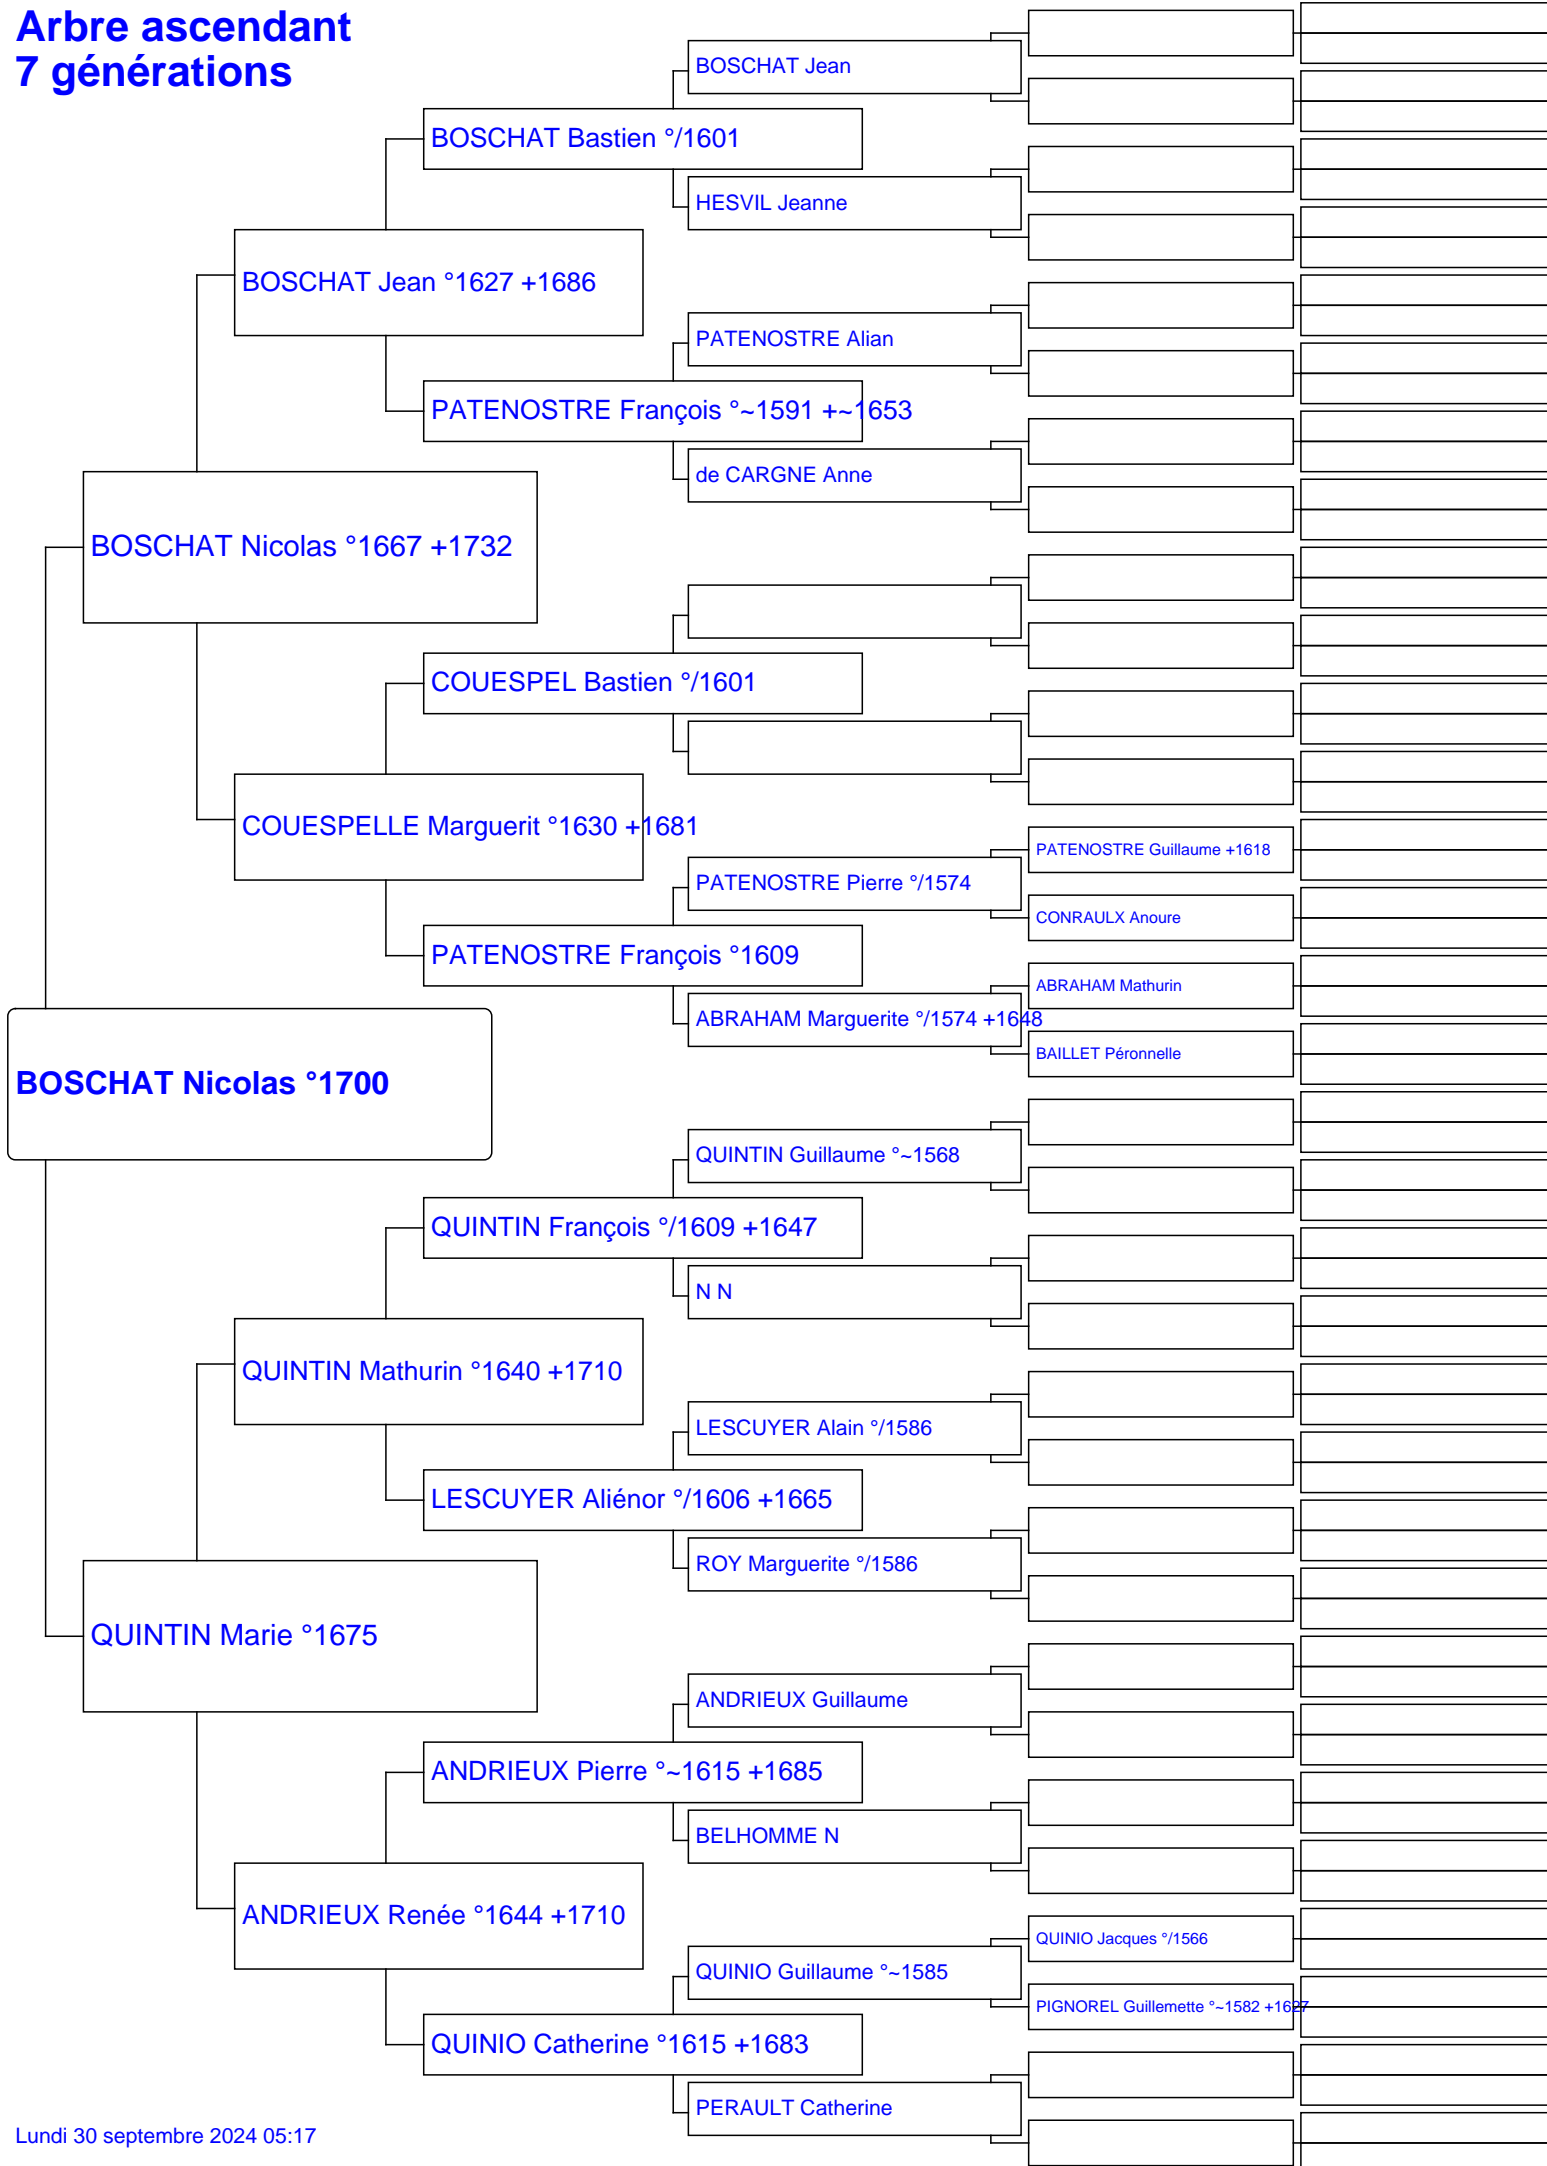 Arbre ascendant
7 générations
BOSCHAT Jean
BOSCHAT Bastien °/1601
HESVIL Jeanne
BOSCHAT Jean °1627 +1686
PATENOSTRE Alian
PATENOSTRE François °~1591 +~1653
de CARGNE Anne
BOSCHAT Nicolas °1667 +1732
COUESPEL Bastien °/1601
COUESPELLE Marguerit °1630 +1681
PATENOSTRE Guillaume +1618
PATENOSTRE Pierre °/1574
CONRAULX Anoure
PATENOSTRE François °1609
ABRAHAM Mathurin
ABRAHAM Marguerite °/1574 +1648
BAILLET Péronnelle
BOSCHAT Nicolas °1700
QUINTIN Guillaume °~1568
QUINTIN François °/1609 +1647
N N
QUINTIN Mathurin °1640 +1710
LESCUYER Alain °/1586
LESCUYER Aliénor °/1606 +1665
ROY Marguerite °/1586
QUINTIN Marie °1675
ANDRIEUX Guillaume
ANDRIEUX Pierre °~1615 +1685
BELHOMME N
ANDRIEUX Renée °1644 +1710
QUINIO Jacques °/1566
QUINIO Guillaume °~1585
PIGNOREL Guillemette °~1582 +1627
QUINIO Catherine °1615 +1683
PERAULT Catherine
Lundi 30 septembre 2024 05:17